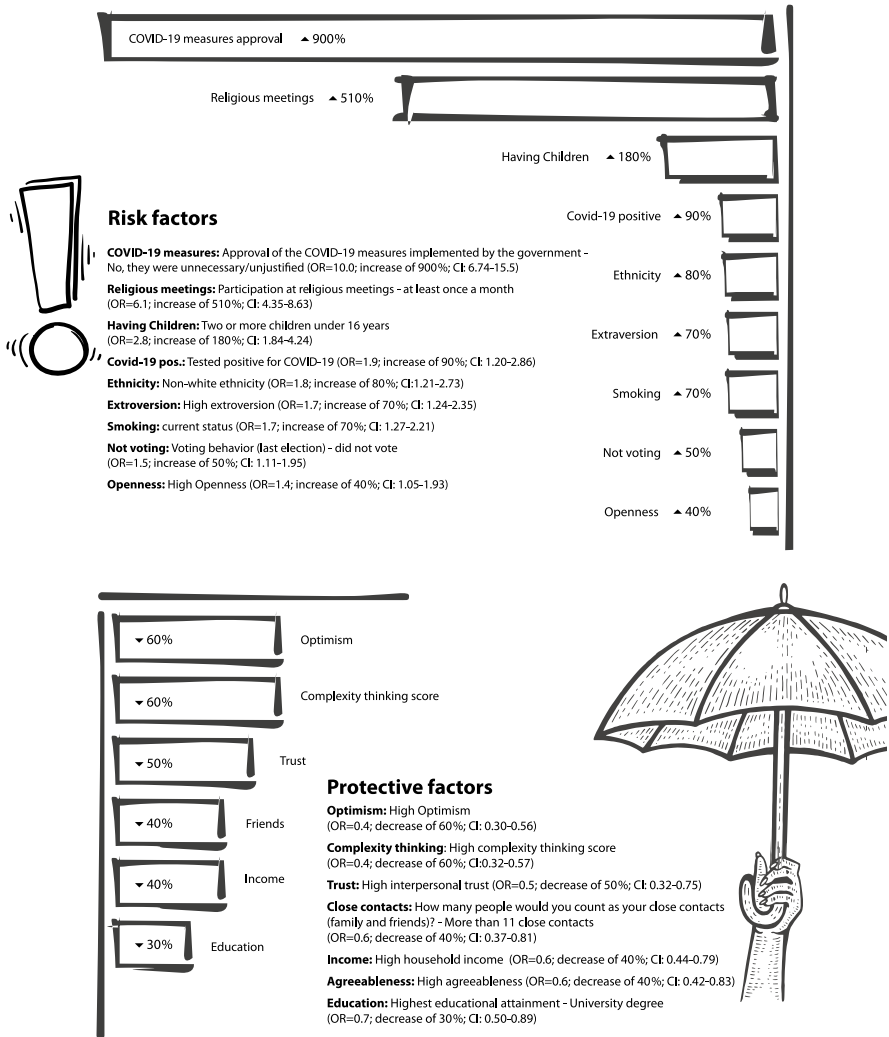 COVID-19 measures approval ▲ 900%
Religious meetings ▲ 510%
Having Children ▲ 180%
Covid-19 positive ▲ 90%
Ethnicity ▲ 80%
Extraversion ▲ 70%
Smoking ▲ 70%
Not voting ▲ 50%
Openness ▲ 40%
Risk factors
COVID-19 measures: Approval of the COVID-19 measures implemented by the government –
No, they were unnecessary/unjustified (OR=10.0; increase of 900%; CI: 6.74-15.5)
Religious meetings: Participation at religious meetings – at least once a month
(OR=6.1; increase of 510%; CI: 4.35-8.63)
Having Children: Two or more children under 16 years
(OR=2.8; increase of 180%; CI: 1.84-4.24)
Covid-19 pos.: Tested positive for COVID-19 (OR=1.9; increase of 90%; CI: 1.20-2.86)
Ethnicity: Non-white ethnicity (OR=1.8; increase of 80%; CI:1.21-2.73)
Extroversion: High extroversion (OR=1.7; increase of 70%; CI: 1.24-2.35)
Smoking: current status (OR=1.7; increase of 70%; CI: 1.27-2.21)
Not voting: Voting behavior (last election) – did not vote
(OR=1.5; increase of 50%; CI: 1.11-1.95)
Openness: High Openness (OR=1.4; increase of 40%; CI: 1.05-1.93)
▼ 60% Optimism
▼ 60% Complexity thinking score
▼ 50% Trust
▼ 40% Friends
▼ 40% Income
▼ 30% Education
Protective factors
Optimism: High Optimism
(OR=0.4; decrease of 60%; CI: 0.30-0.56)
Complexity thinking: High complexity thinking score
(OR=0.4; decrease of 60%; CI:0.32-0.57)
Trust: High interpersonal trust (OR=0.5; decrease of 50%; CI: 0.32-0.75)
Close contacts: How many people would you count as your close contacts
(family and friends)? – More than 11 close contacts
(OR=0.6; decrease of 40%; CI: 0.37-0.81)
Income: High household income (OR=0.6; decrease of 40%; CI: 0.44-0.79)
Agreeableness: High agreeableness (OR=0.6; decrease of 40%; CI: 0.42-0.83)
Education: Highest educational attainment – University degree
(OR=0.7; decrease of 30%; CI: 0.50-0.89)